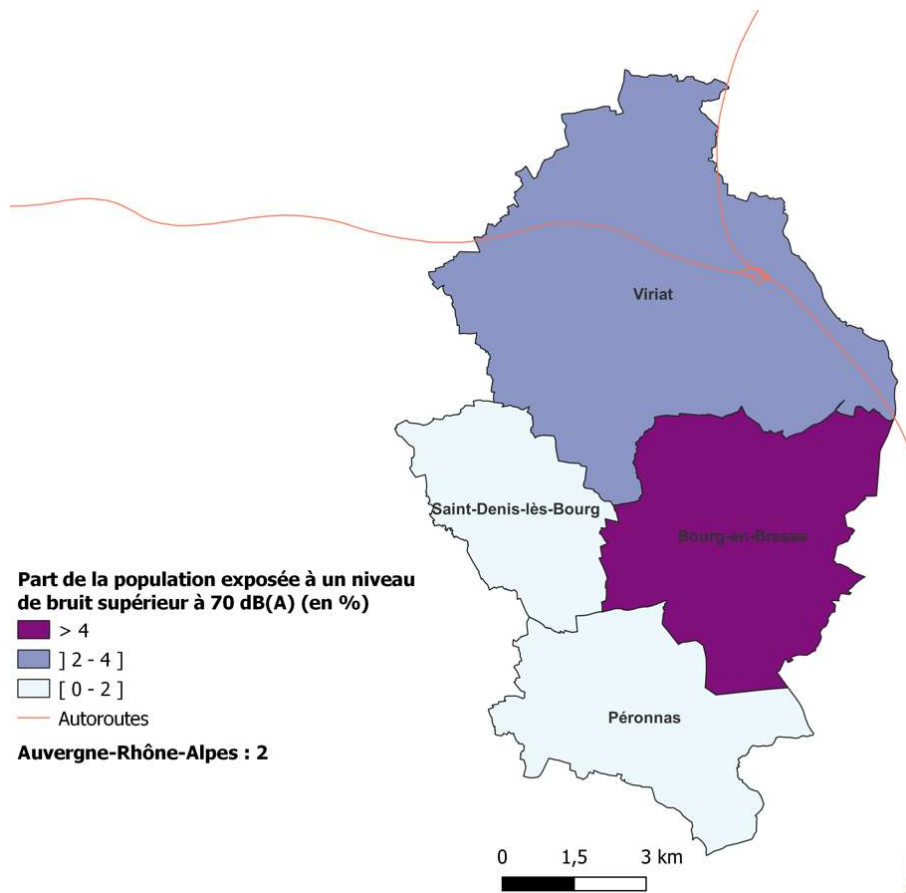 Viriat
Saint-Denis-lès-Bourg
Bourg-en-Bresse
Péronnas
Part de la population exposée à un niveau
de bruit supérieur à 70 dB(A) (en %)
> 4
] 2 - 4 ]
[ 0 - 2 ]
Autoroutes
Auvergne-Rhône-Alpes : 2
0 1,5 3 km